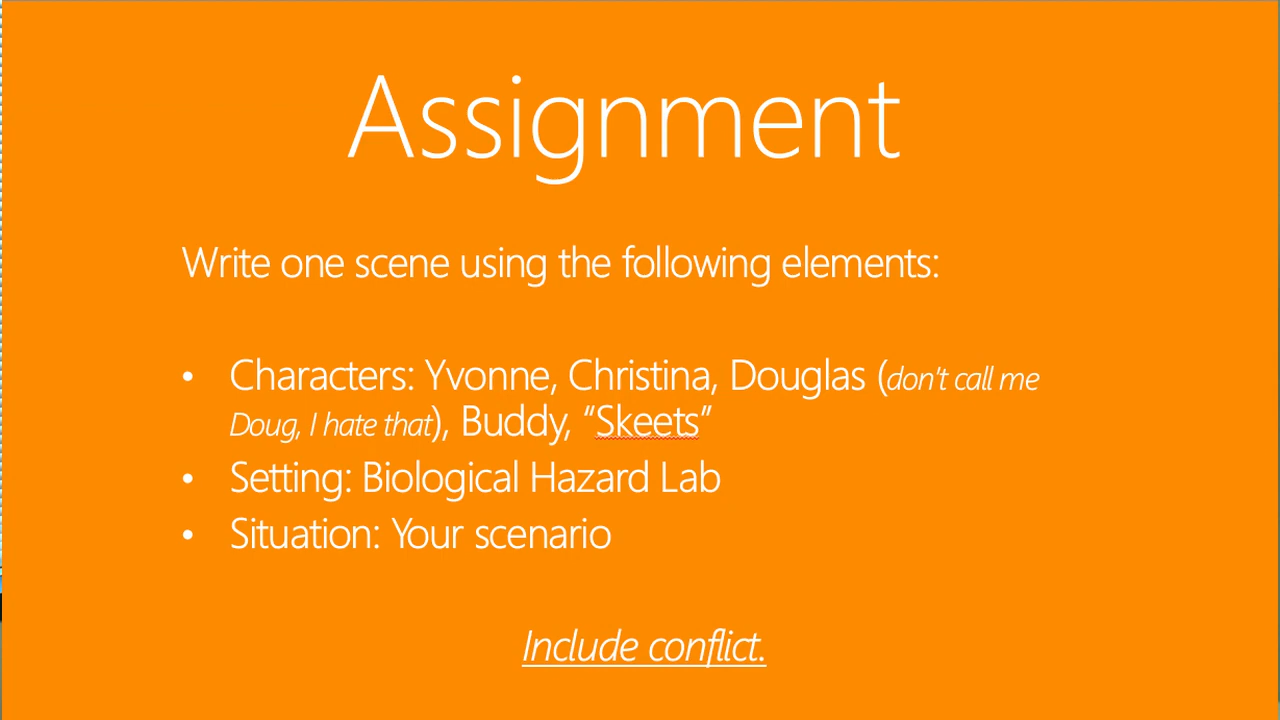 Assignment
Write one scene using the following elements:
• Characters: Yvonne, Christina, Douglas (don't call me
Doug, I hate that), Buddy, “Skeets”
• Setting: Biological Hazard Lab
• Situation: Your scenario
Include conflict.